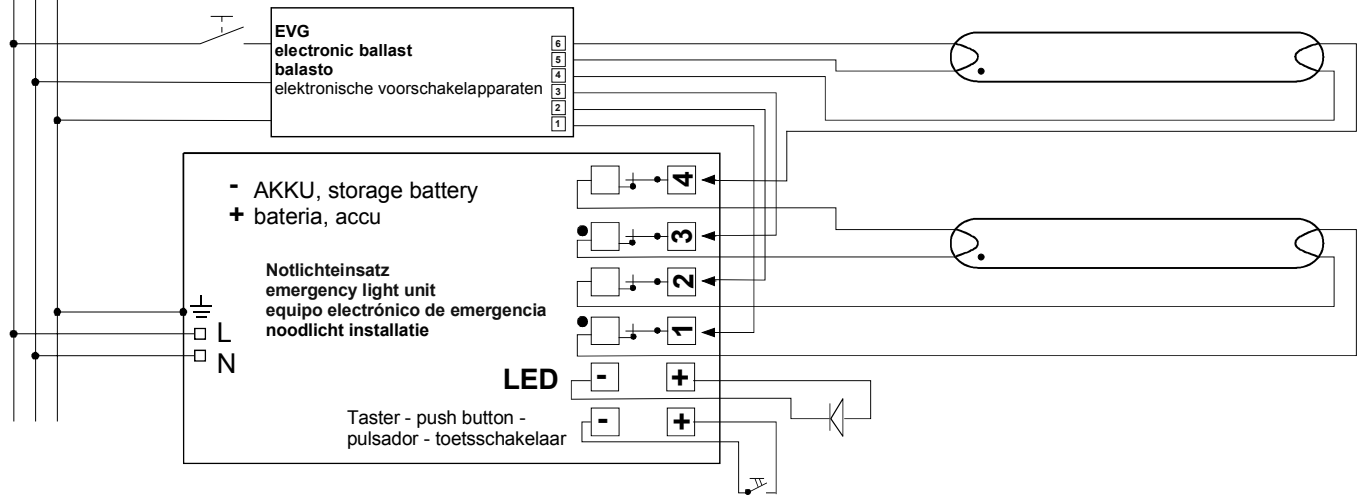 EVG
electronic ballast
balasto
elektronische voorschakelapparaten
6
5
4
3
2
1
- AKKU, storage battery
+ bateria, accu
Notlichteinsatz
emergency light unit
equipo electrónico de emergencia
noodlicht installatie
L
N
4
3
2
1
LED - +
Taster - push button -
pulsador - toetsschakelaar
- +